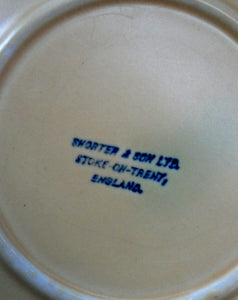 SHORTER & SON LTD.
STOKE-ON-TRENT,
ENGLAND.